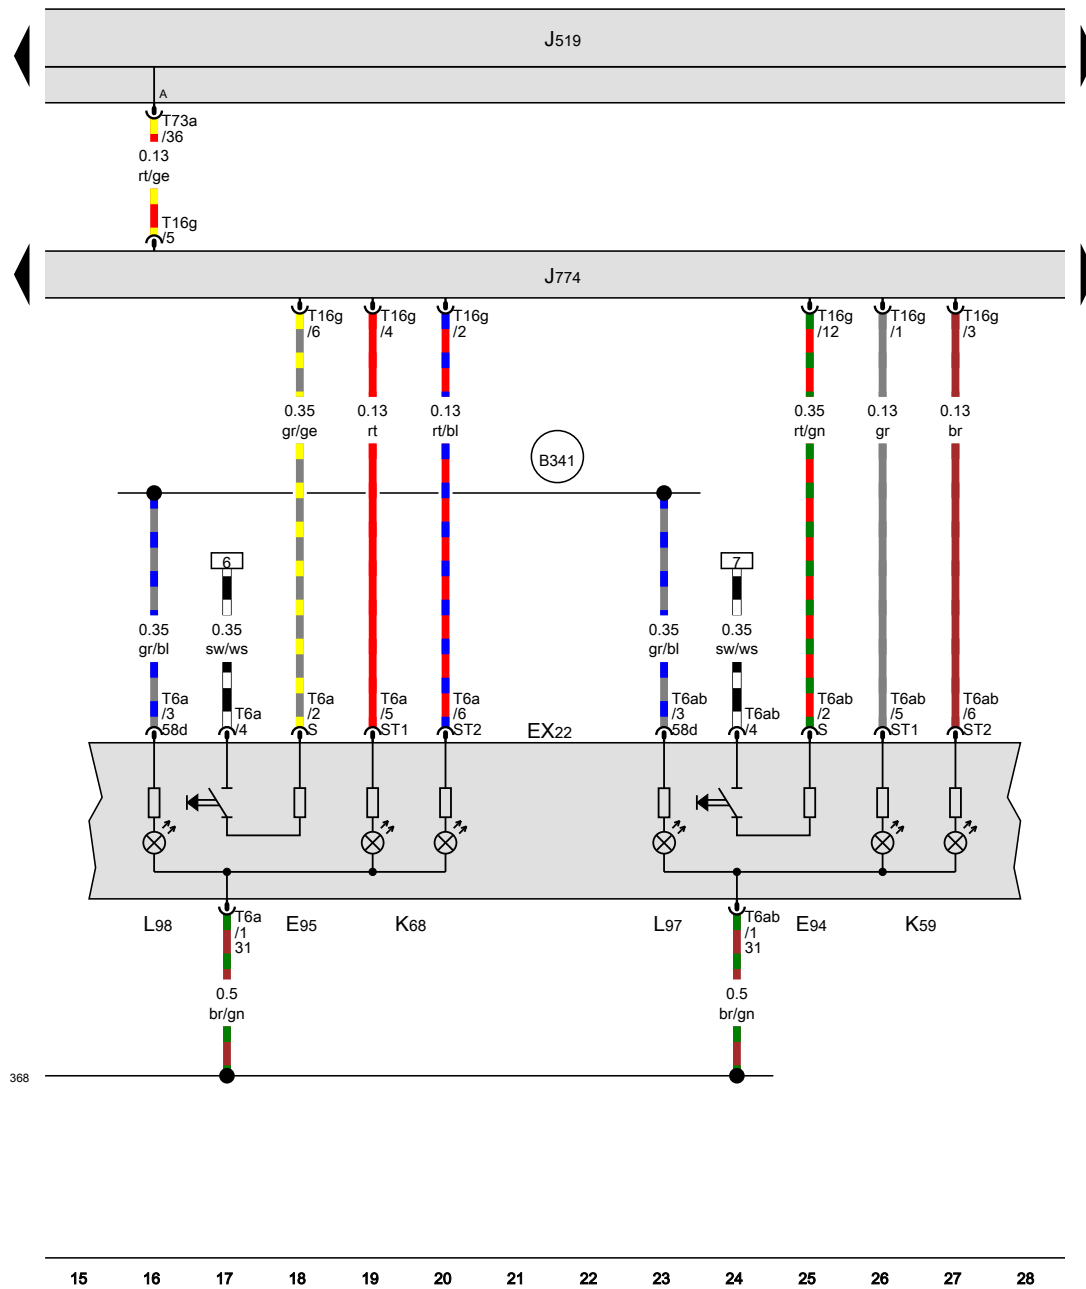 J519
A
T73a
/36
0.13
rt/ge
T16g
/5
J774
T16g
/6
T16g
/4
T16g
/2
T16g
/12
T16g
/1
T16g
/3
0.35
gr/ge
0.13
rt
0.13
rt/bl
0.35
rt/gn
0.13
gr
0.13
br
B341
6
7
0.35
gr/bl
0.35
sw/ws
0.35
gr/bl
0.35
sw/ws
T6a
/3
58d
T6a
/4
T6a
/2
S
T6a
/5
ST1
T6a
/6
ST2
EX22
T6ab
/3
58d
T6ab
/4
T6ab
/2
S
T6ab
/5
ST1
T6ab
/6
ST2
L98
T6a
/1
31
E95
K68
L97
T6ab
/1
31
E94
K59
0.5
br/gn
0.5
br/gn
368
15 16 17 18 19 20 21 22 23 24 25 26 27 28